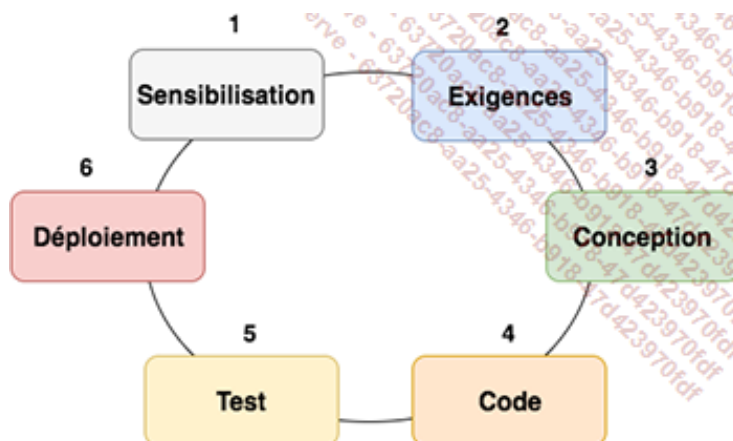 1
Sensibilisation
2
Exigences
3
Conception
4
Code
5
Test
6
Déploiement